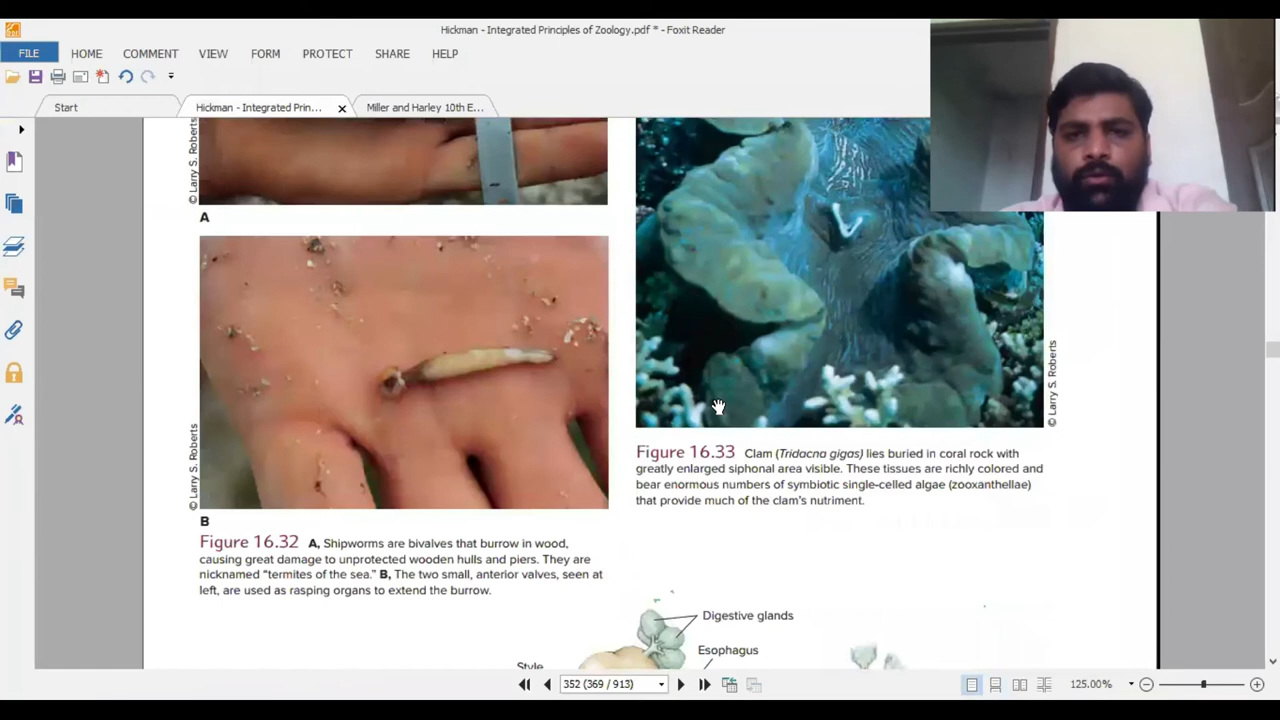 Hickman - Integrated Principles of Zoology.pdf * - Foxit Reader
FILE
HOME
COMMENT
VIEW
FORM
PROTECT
SHARE
HELP
Start
Hickman - Integrated Prin...
Miller and Harley 10th E...
© Larry S. Roberts
A
© Larry S. Roberts
B
Figure 16.32 A, Shipworms are bivalves that burrow in wood,
causing great damage to unprotected wooden hulls and piers. They are
nicknamed “termites of the sea.” B, The two small, anterior valves, seen at
left, are used as rasping organs to extend the burrow.
© Larry S. Roberts
Figure 16.33 Clam (Tridacna gigas) lies buried in coral rock with
greatly enlarged siphonal area visible. These tissues are richly colored and
bear enormous numbers of symbiotic single-celled algae (zooxanthellae)
that provide much of the clam’s nutriment.
Digestive glands
Esophagus
Style
352 (369 / 913)
125.00%